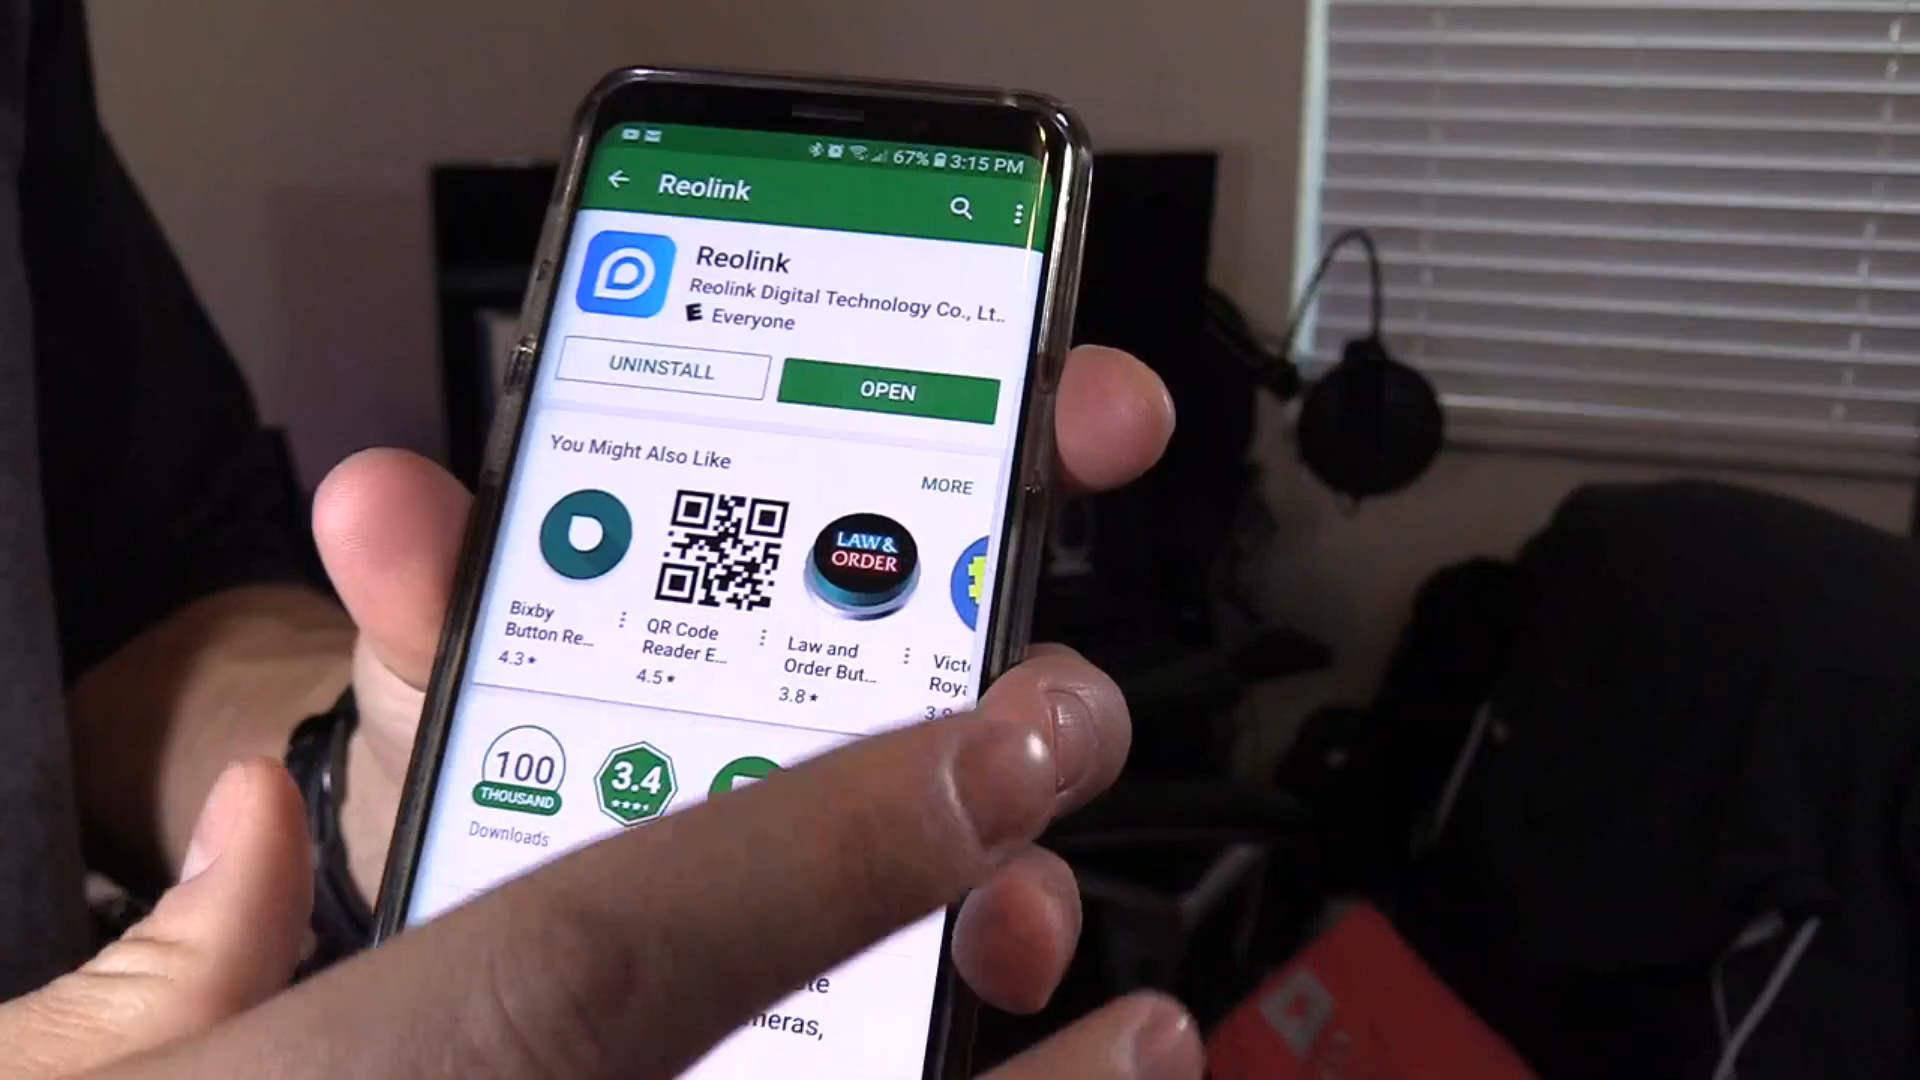 67% 3:15 PM
Reolink
Reolink
Reolink Digital Technology Co., Lt..
E Everyone
UNINSTALL
OPEN
You Might Also Like
MORE
LAW &
ORDER
Bixby
Button Re...
4.3★
QR Code
Reader E...
4.5★
Law and
Order But...
3.8★
100
THOUSAND
Downloads
3.4